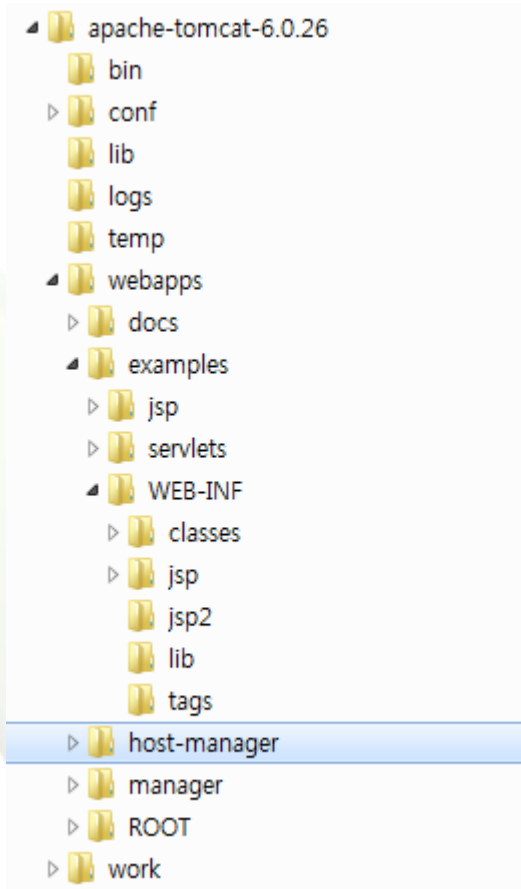 apache-tomcat-6.0.26
bin
conf
lib
logs
temp
webapps
docs
examples
jsp
servlets
WEB-INF
classes
jsp
jsp2
lib
tags
host-manager
manager
ROOT
work